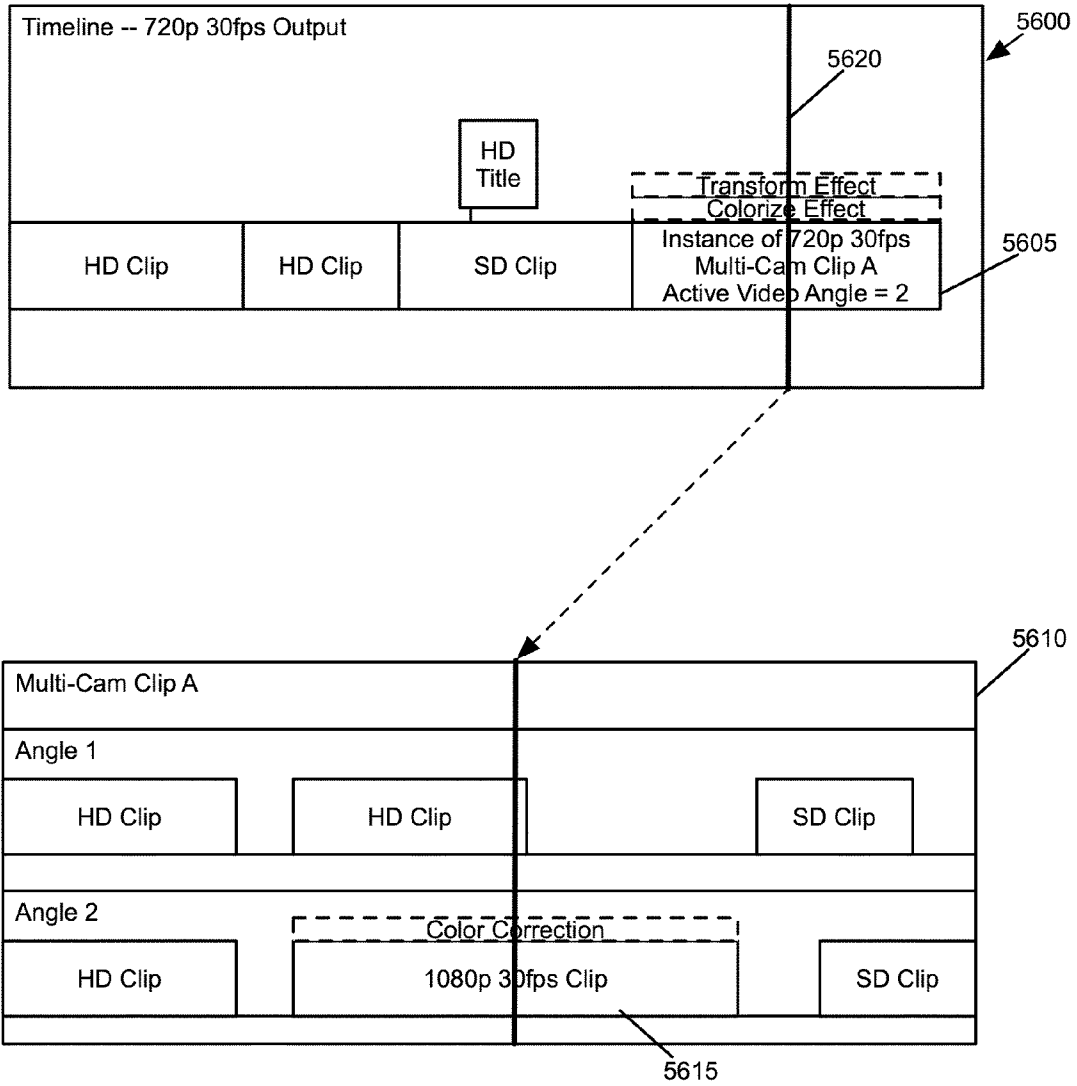 Timeline -- 720p 30fps Output
5600
5620
HD
Title
Transform Effect
Colorize Effect
HD Clip
HD Clip
SD Clip
Instance of 720p 30fps
Multi-Cam Clip A
Active Video Angle = 2
5605
5610
Multi-Cam Clip A
Angle 1
HD Clip
HD Clip
SD Clip
Angle 2
Color Correction
HD Clip
1080p 30fps Clip
SD Clip
5615